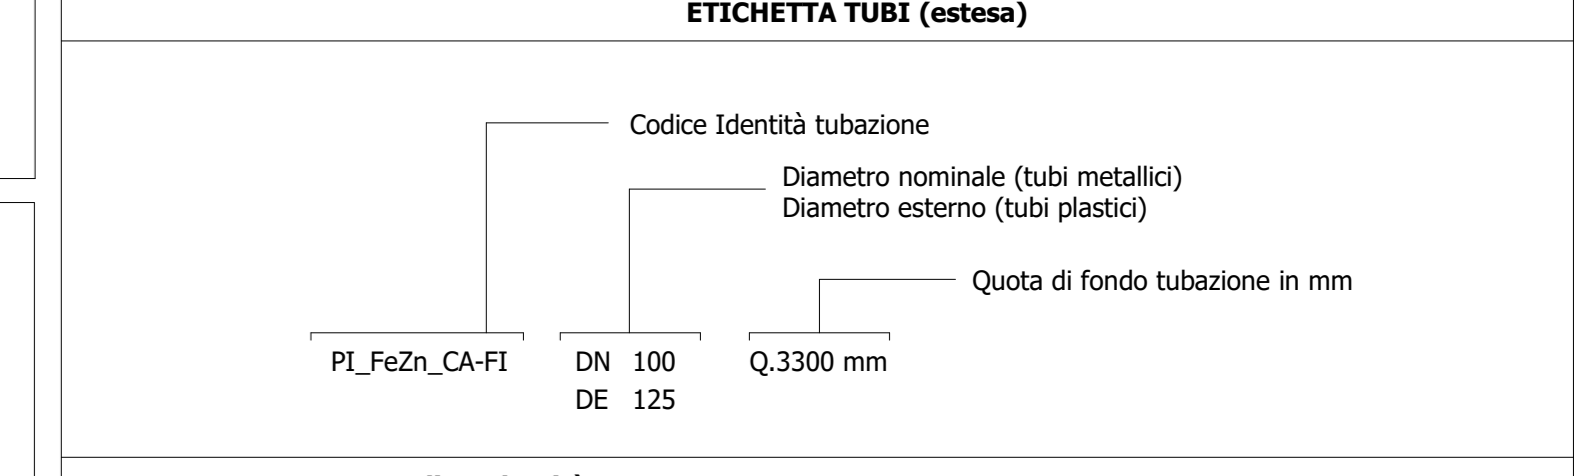 ETICHETTA TUBI (estesa)
Codice Identità tubazione
Diametro nominale (tubi metallici)
Diametro esterno (tubi plastici)
Quota di fondo tubazione in mm
PI_FeZn_CA-FI DN 100 Q.3300 mm
DE 125